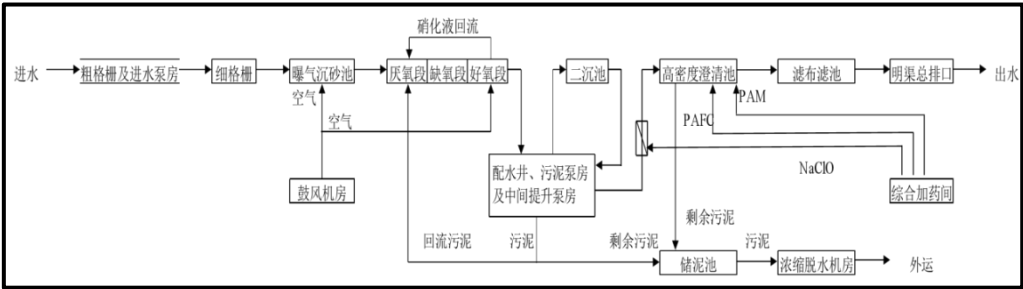 硝化液回流
进水
粗格栅及进水泵房
细格栅
曝气沉砂池
厌氧段
缺氧段
好氧段
二沉池
高密度澄清池
滤布滤池
明渠总排口
出水
空气
空气
PAM
PAFC
NaClO
鼓风机房
配水井、污泥泵房
及中间提升泵房
综合加药间
剩余污泥
回流污泥
污泥
剩余污泥
储泥池
污泥
浓缩脱水机房
外运